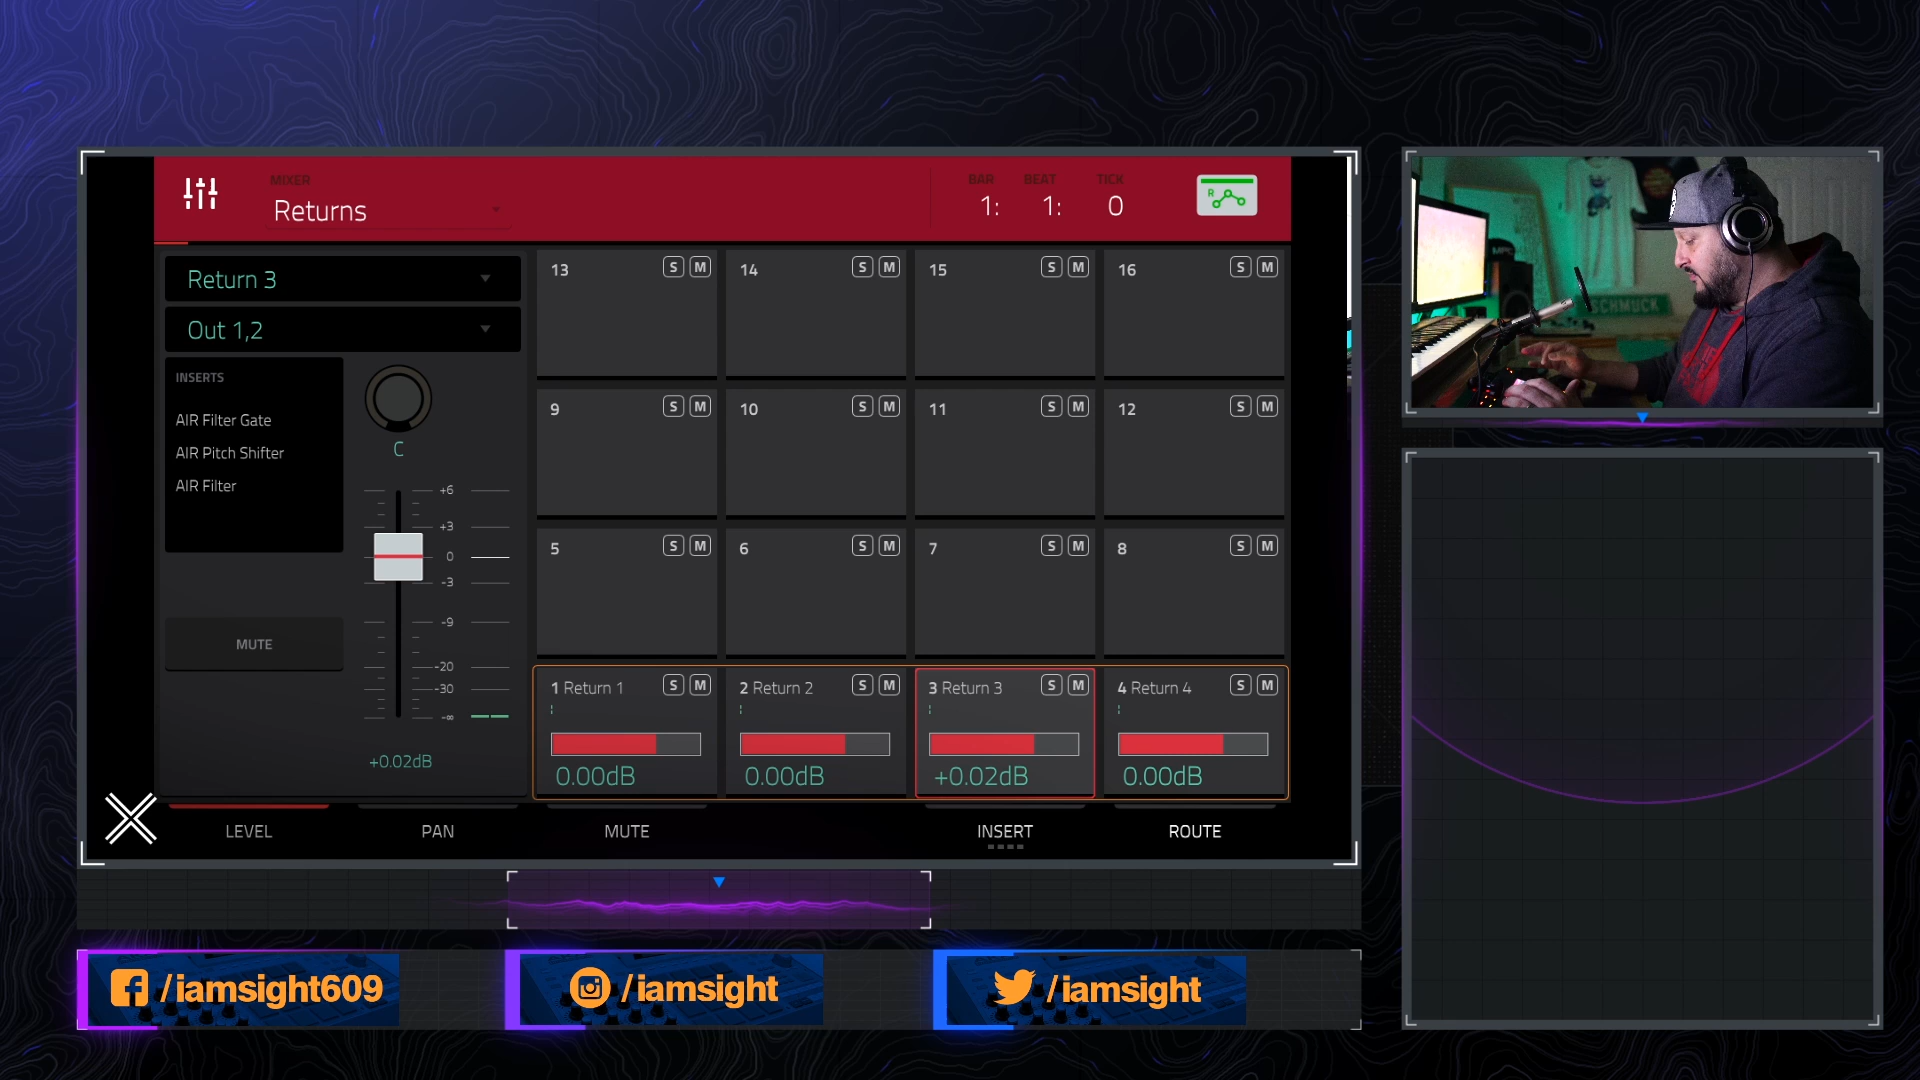 MIXER
Returns
BAR BEAT TICK
1: 1: 0
R
Return 3
Out 1,2
INSERTS
AIR Filter Gate
AIR Pitch Shifter
AIR Filter
C
+6
+3
0
-3
-9
-20
-30
-∞
MUTE
+0.02dB
13 S M
14 S M
15 S M
16 S M
9 S M
10 S M
11 S M
12 S M
5 S M
6 S M
7 S M
8 S M
1 Return 1 S M
0.00dB
2 Return 2 S M
0.00dB
3 Return 3 S M
+0.02dB
4 Return 4 S M
0.00dB
LEVEL PAN MUTE INSERT ROUTE
MPC
SCHMUCK
/iamsight609
/iamsight
/iamsight